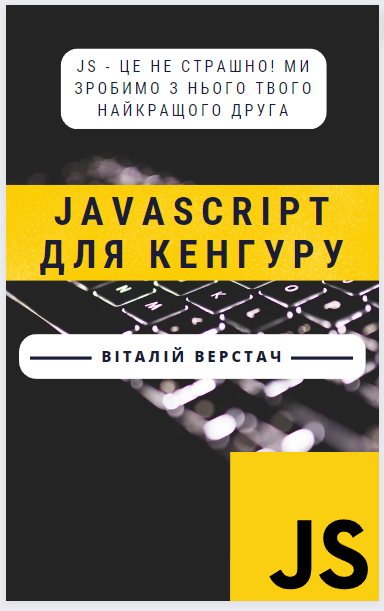 JS - ЦЕ НЕ СТРАШНО! МИ
ЗРОБИМО З НЬОГО ТВОГО
НАЙКРАЩОГО ДРУГА
JAVASCRIPT
ДЛЯ КЕНГУРУ
ВІТАЛІЙ ВЕРСТАЧ
JS